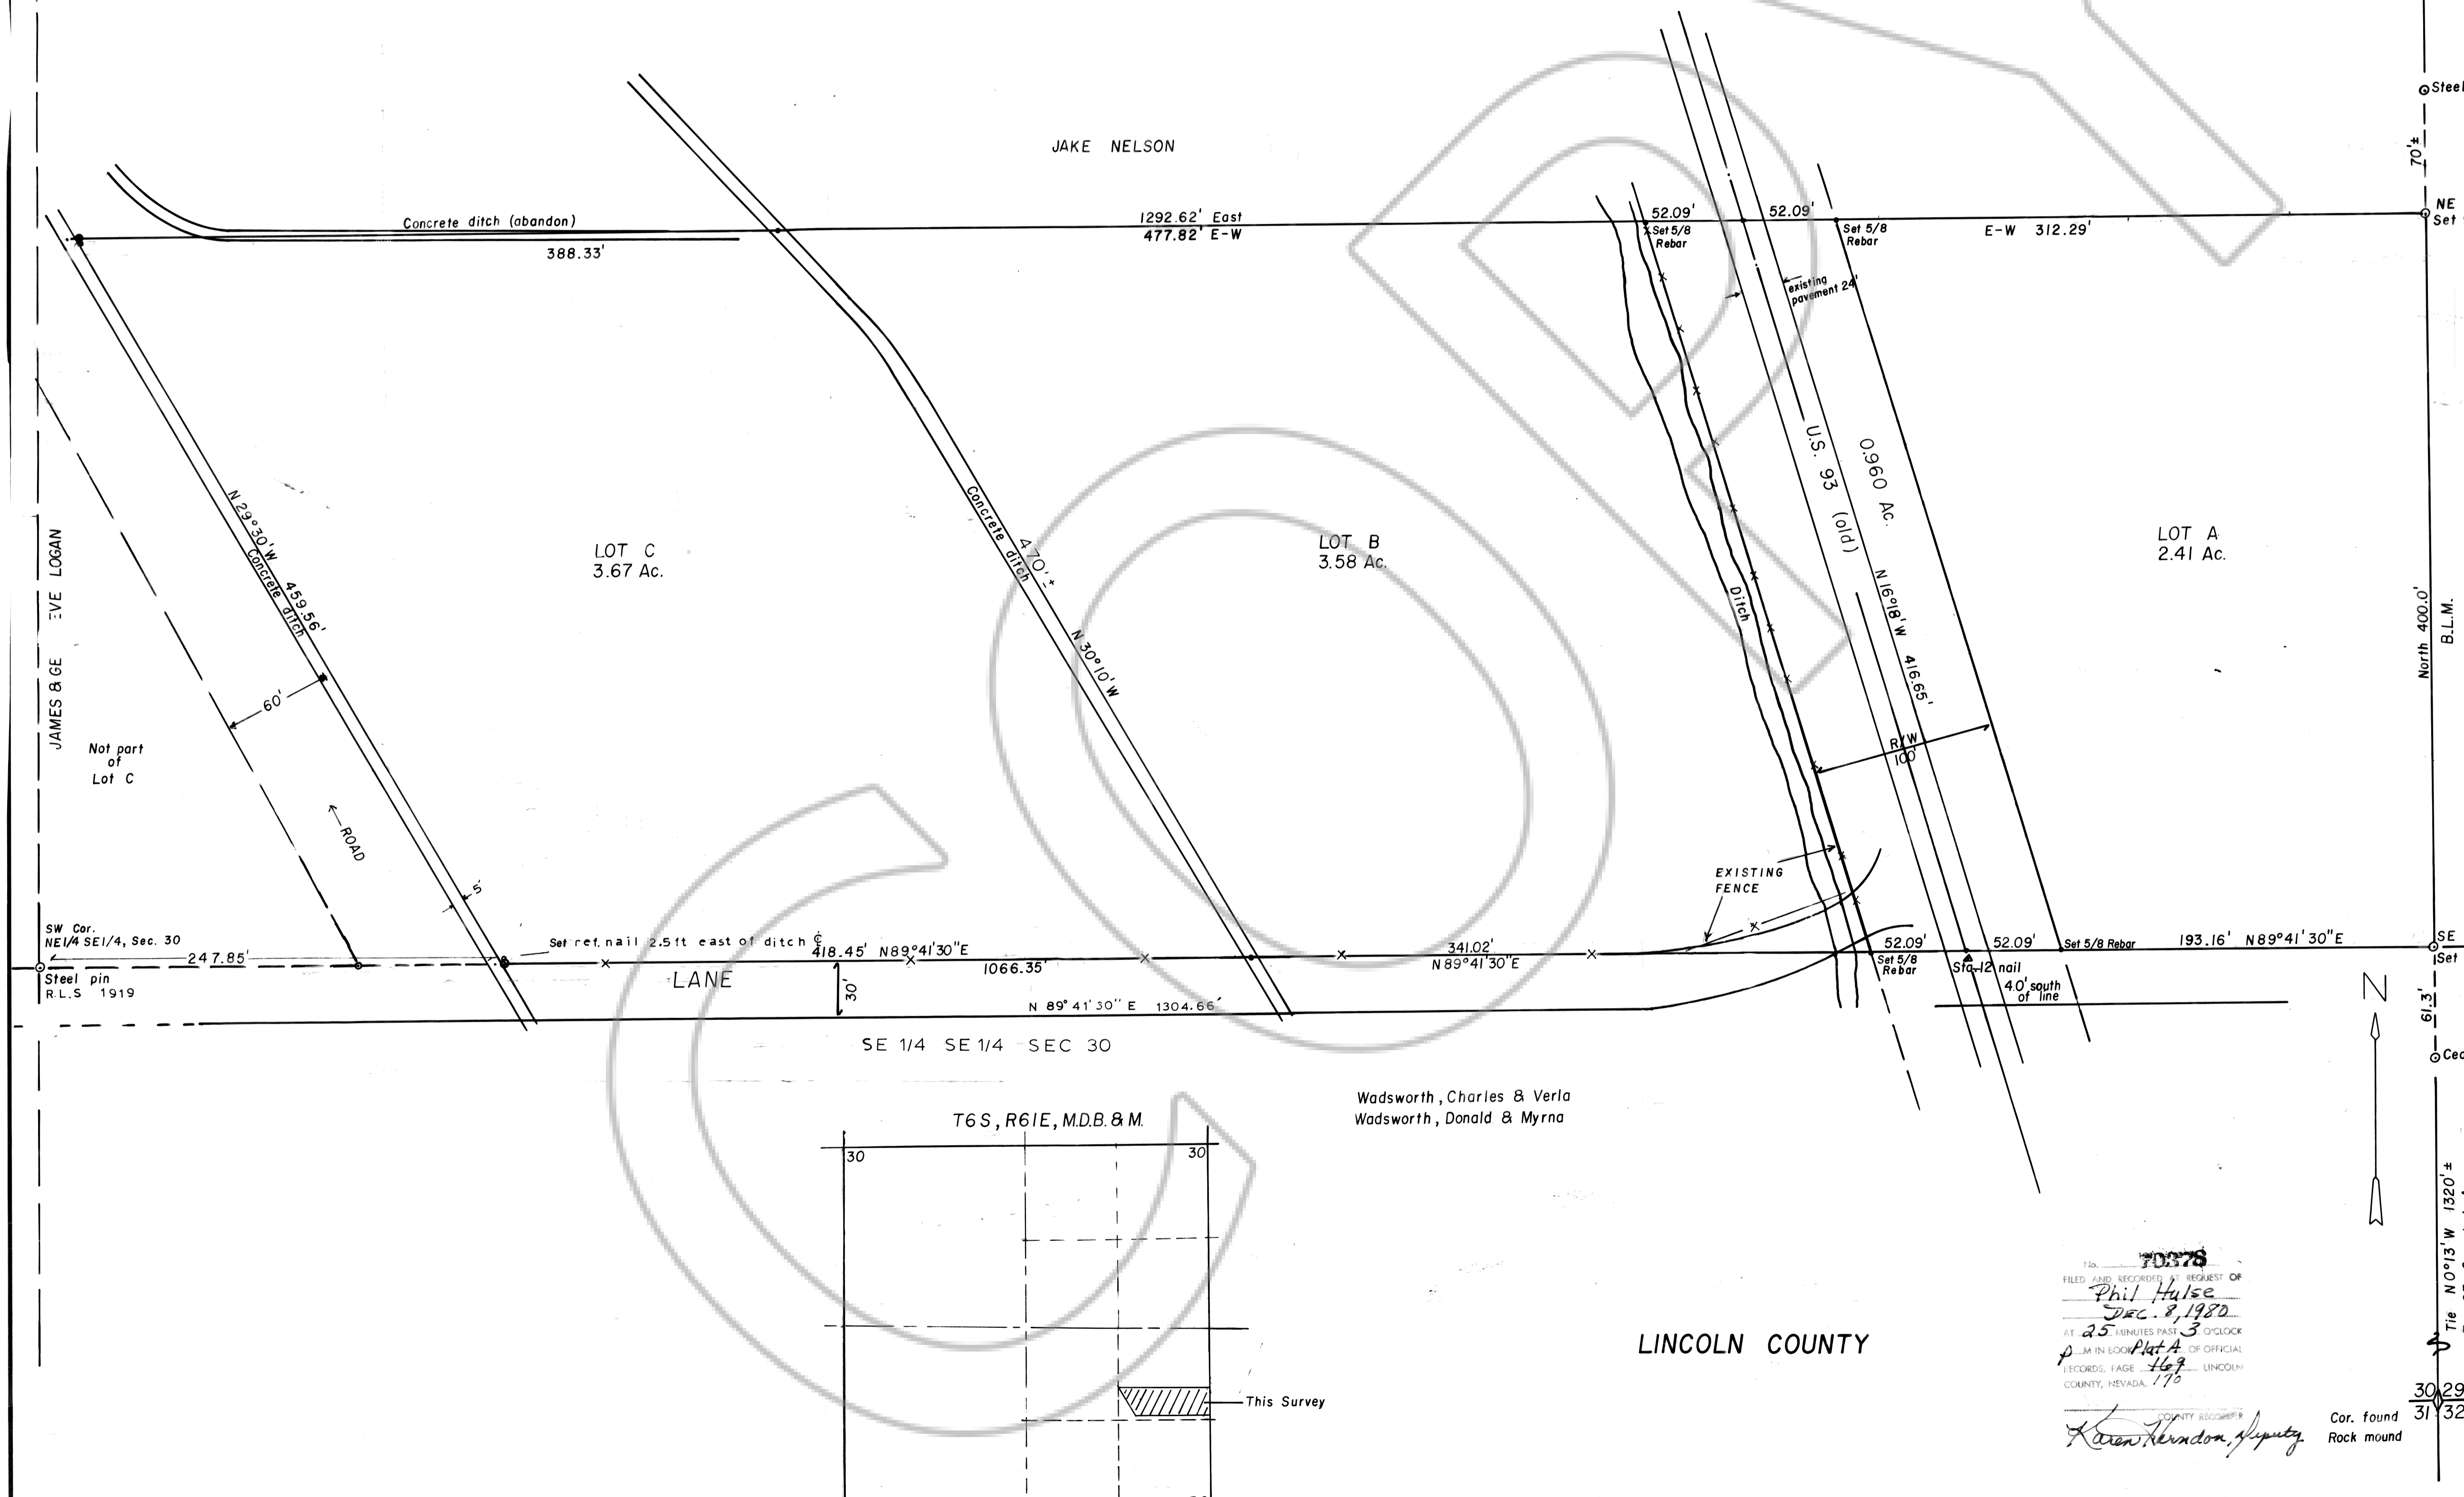 Steel
JAKE NELSON
70'±
Concrete ditch (abandon)
1292.62' East
477.82' E-W
388.33'
52.09'
52.09'
Set 5/8
Rebar
Set 5/8
Rebar
E-W 312.29'
NE
Set
existing
pavement 24'
U.S. 93 (old)
0.960 Ac.
N 16°18' W 416.65'
N 29°30' W 459.56'
Concrete ditch
Concrete ditch
470'±
N 30°10' W
LOT C
3.67 Ac.
LOT B
3.58 Ac.
LOT A
2.41 Ac.
Ditch
JAMES & GE EVE LOGAN
North 400.0'
B.L.M.
60'
Not part
of
Lot C
ROAD
R/W
100'
5'
EXISTING
FENCE
SW Cor.
NE1/4 SE1/4, Sec. 30
247.85'
Steel pin
R.L.S 1919
Set ref. nail 2.5 ft east of ditch ℄
418.45' N89°41'30"E
1066.35'
341.02'
N89°41'30"E
52.09'
52.09'
Set 5/8
Rebar
Set 5/8 Rebar
193.16' N89°41'30"E
SE
Set
Sta. 12 nail
4.0' south
of line
LANE
30'
N 89°41'30" E 1304.66'
SE 1/4 SE 1/4 SEC 30
N
61.3'
Ced
Wadsworth, Charles & Verla
Wadsworth, Donald & Myrna
T6S, R61E, M.D.B. & M.
30
30
This Survey
LINCOLN COUNTY
Tie N 0°13' W 1320'±
No. 70378
FILED AND RECORDED AT REQUEST OF
Phil Hulse
DEC. 8, 1980
AT 25 MINUTES PAST 3 O'CLOCK
P M IN BOOK Plat A OF OFFICIAL
RECORDS, PAGE 169 LINCOLN
COUNTY, NEVADA. 170
COUNTY RECORDER
Karen Herndon, Deputy
Cor. found
Rock mound
30 29
31 32
COPY